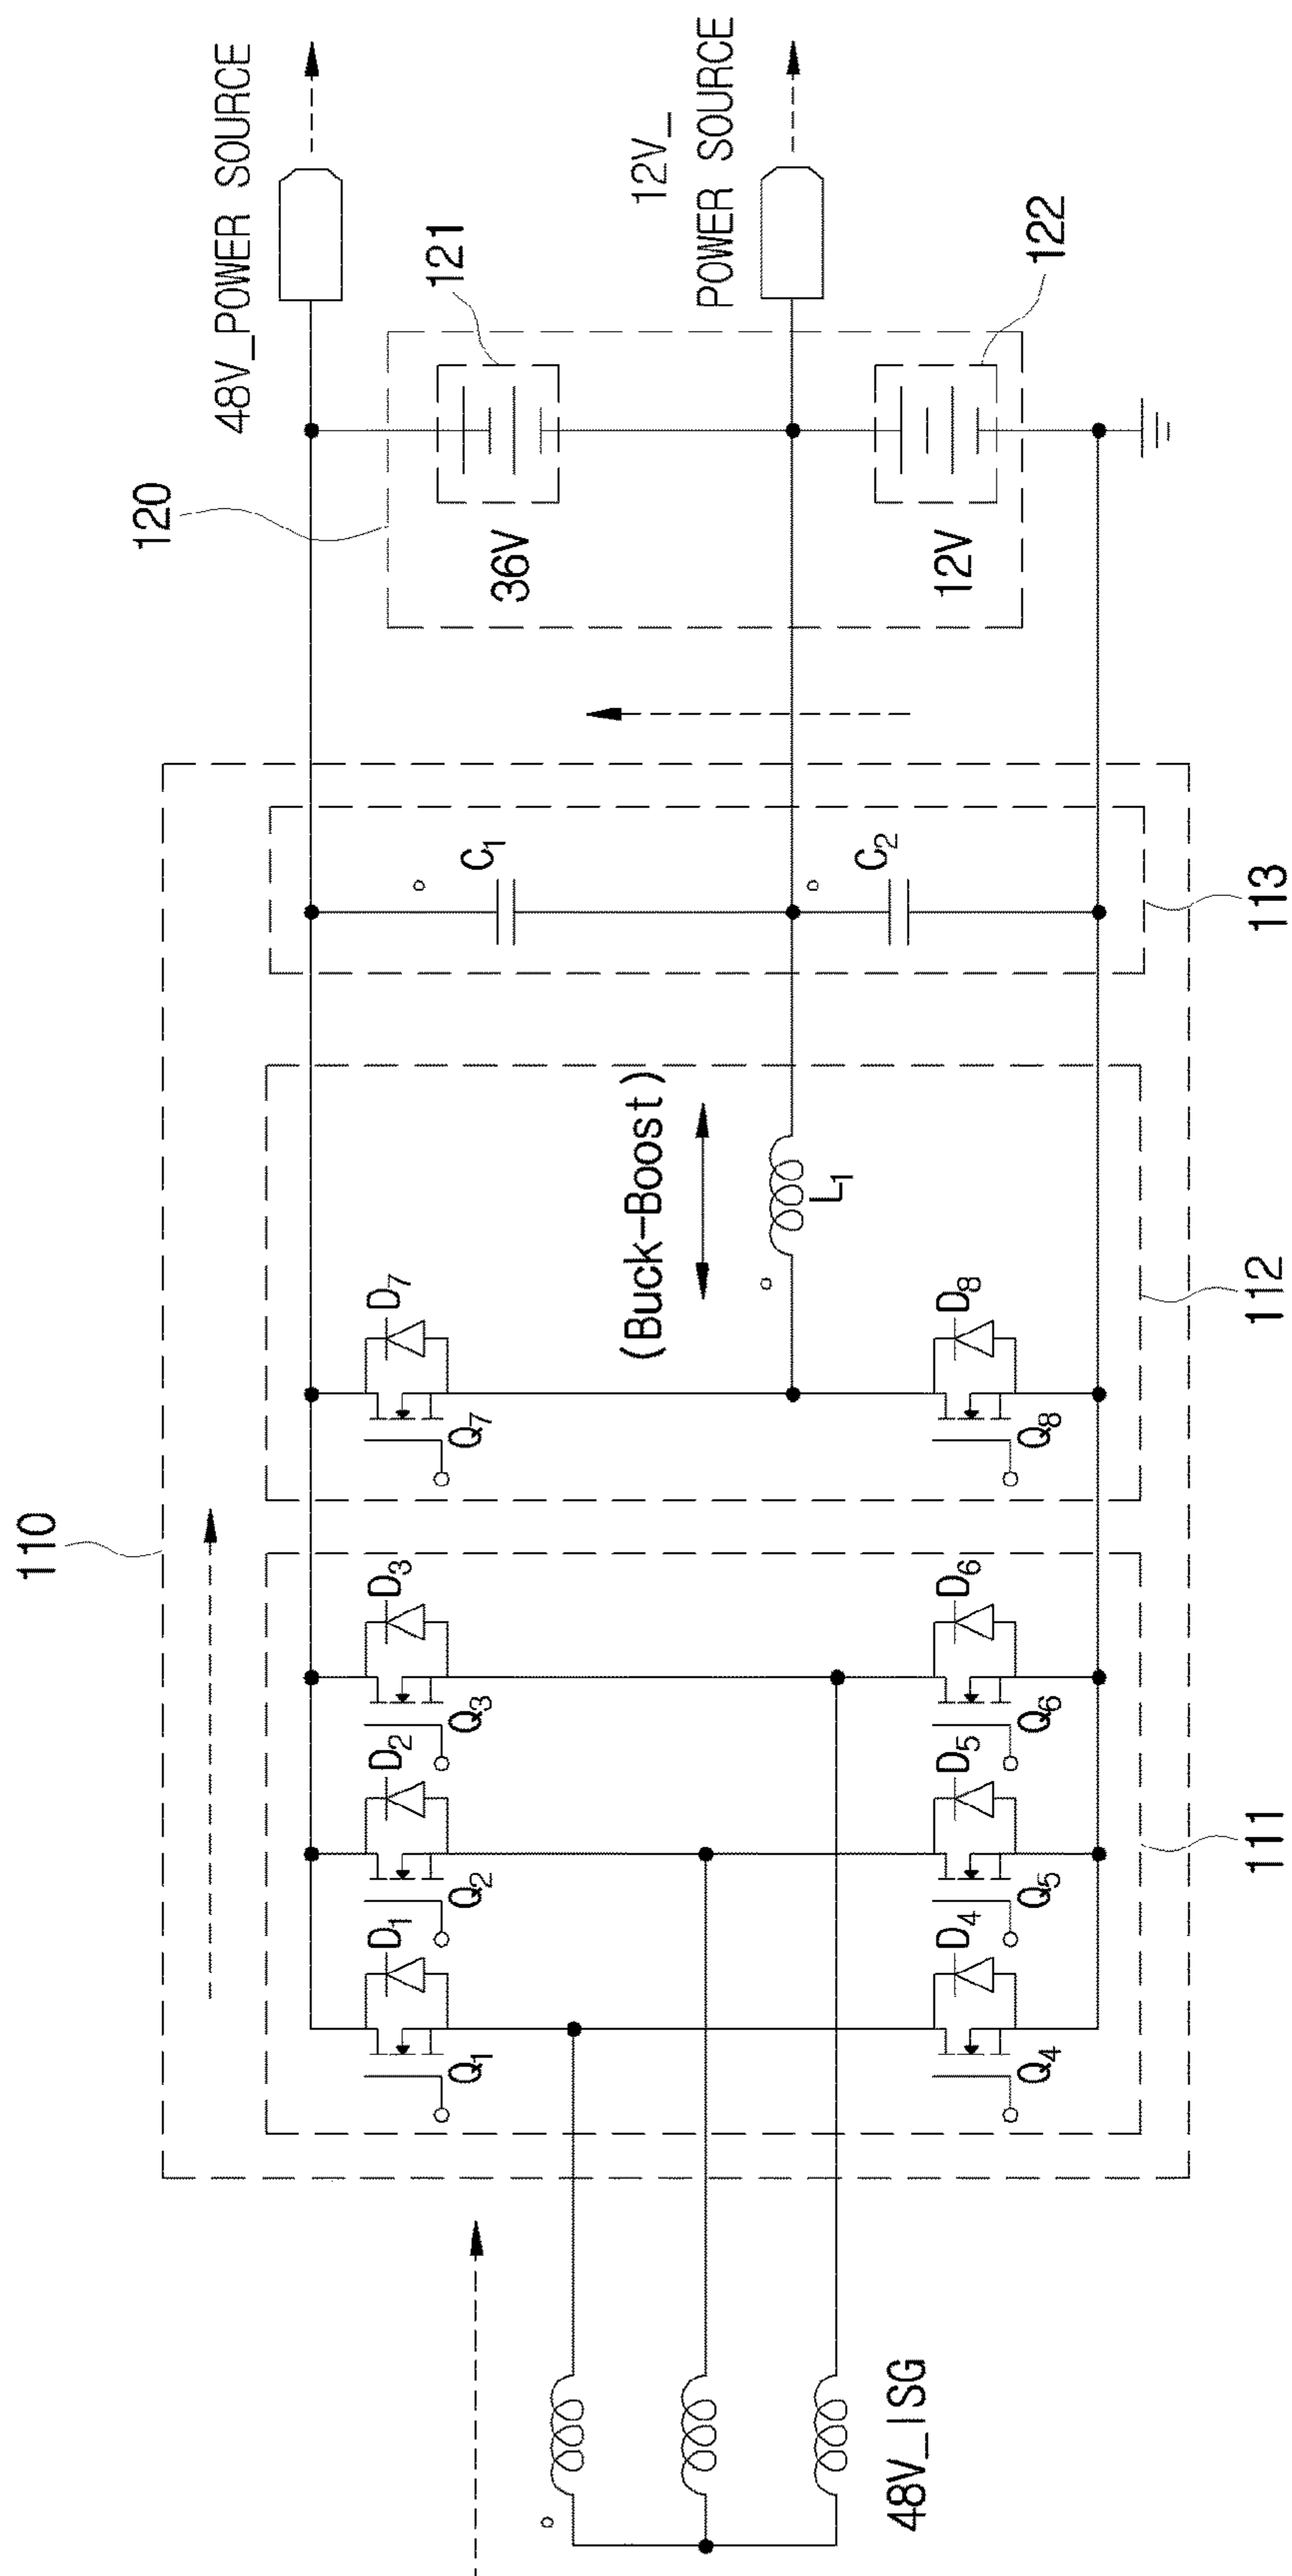 110
120
48V_POWER SOURCE
121
36V
12V_
POWER SOURCE
12V
122
C1
C2
113
(Buck-Boost)
L1
D7
Q7
D8
Q8
112
D3
Q3
D2
Q2
D1
Q1
D6
Q6
D5
Q5
D4
Q4
111
48V_ISG